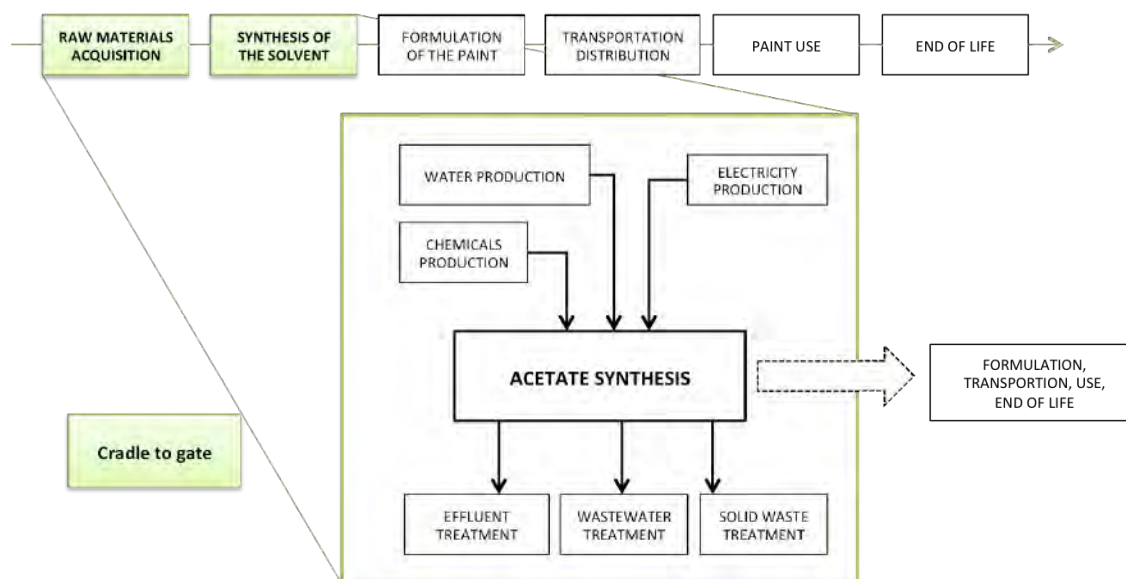 RAW MATERIALS
ACQUISITION
SYNTHESIS OF
THE SOLVENT
FORMULATION
OF THE PAINT
TRANSPORTATION
DISTRIBUTION
PAINT USE
END OF LIFE
WATER PRODUCTION
ELECTRICITY
PRODUCTION
CHEMICALS
PRODUCTION
ACETATE SYNTHESIS
FORMULATION,
TRANSPORTION, USE,
END OF LIFE
Cradle to gate
EFFLUENT
TREATMENT
WASTEWATER
TREATMENT
SOLID WASTE
TREATMENT